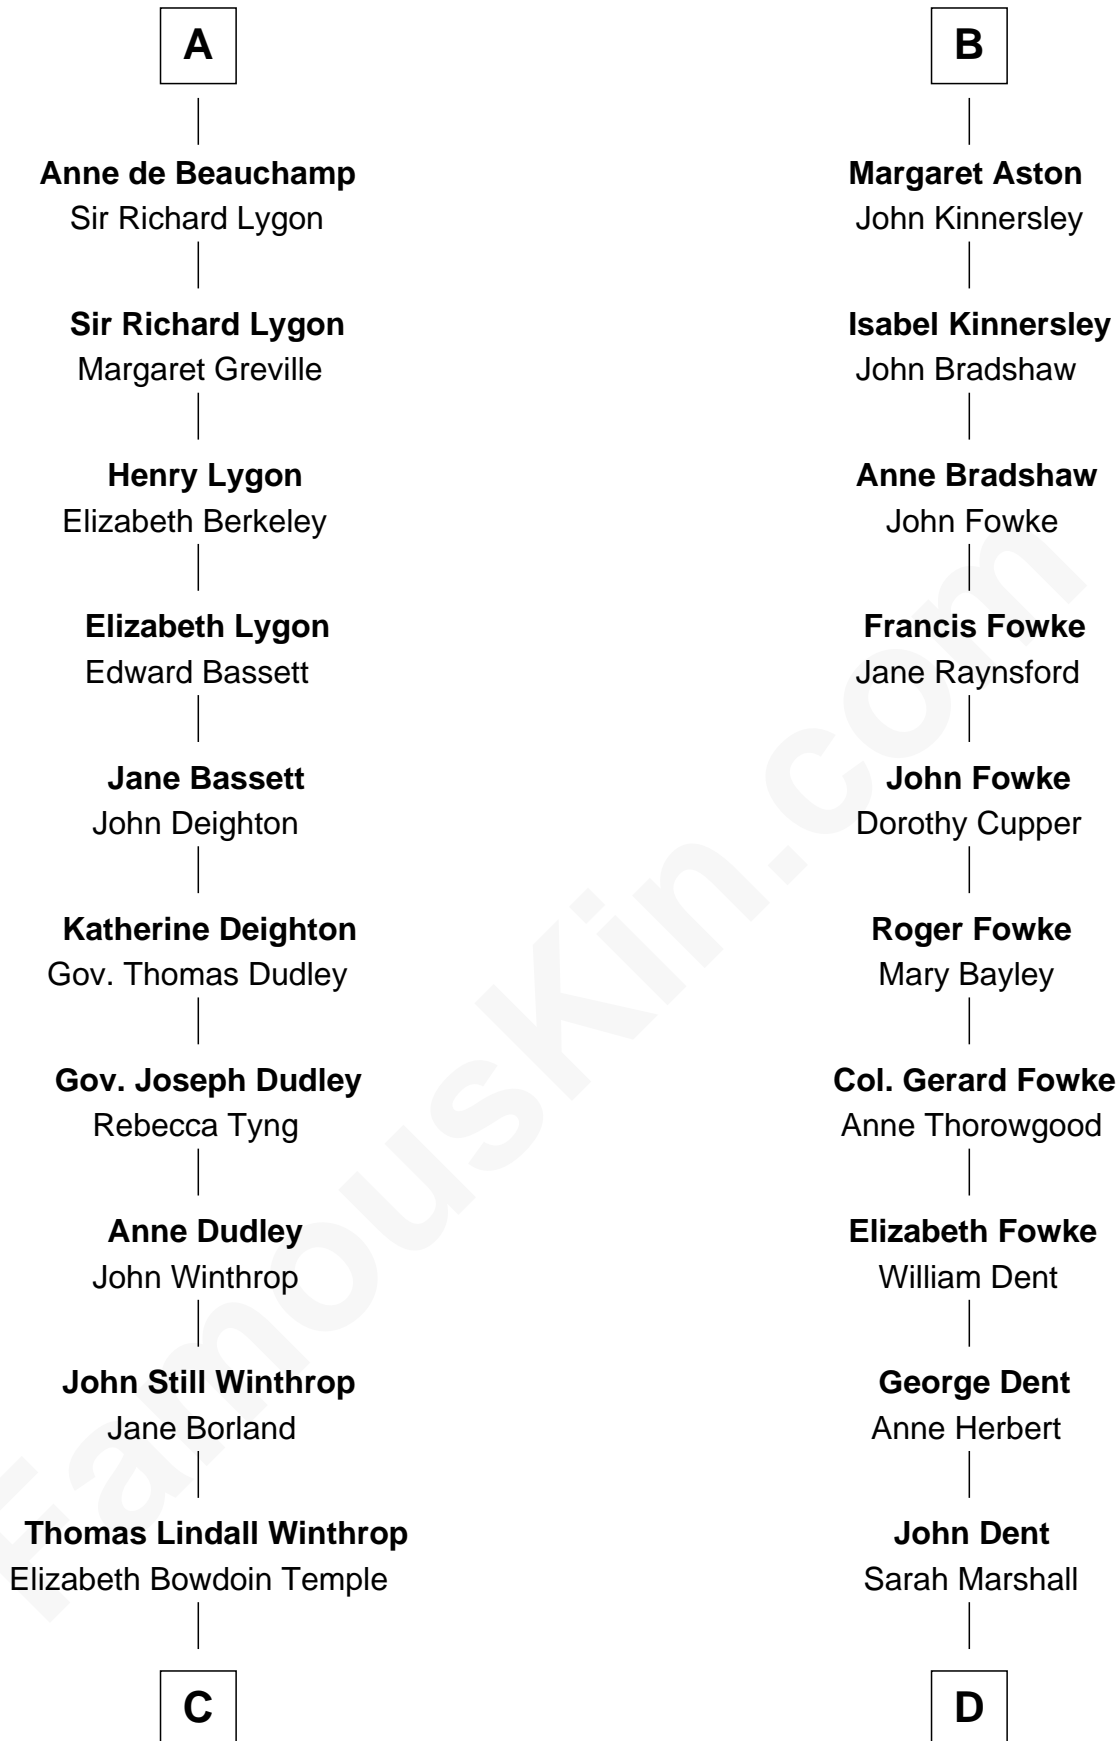 A
Anne de Beauchamp
Sir Richard Lygon
Sir Richard Lygon
Margaret Greville
Henry Lygon
Elizabeth Berkeley
Elizabeth Lygon
Edward Bassett
Jane Bassett
John Deighton
Katherine Deighton
Gov. Thomas Dudley
Gov. Joseph Dudley
Rebecca Tyng
Anne Dudley
John Winthrop
John Still Winthrop
Jane Borland
Thomas Lindall Winthrop
Elizabeth Bowdoin Temple
C
B
Margaret Aston
John Kinnersley
Isabel Kinnersley
John Bradshaw
Anne Bradshaw
John Fowke
Francis Fowke
Jane Raynsford
John Fowke
Dorothy Cupper
Roger Fowke
Mary Bayley
Col. Gerard Fowke
Anne Thorowgood
Elizabeth Fowke
William Dent
George Dent
Anne Herbert
John Dent
Sarah Marshall
D
FamousKin.com